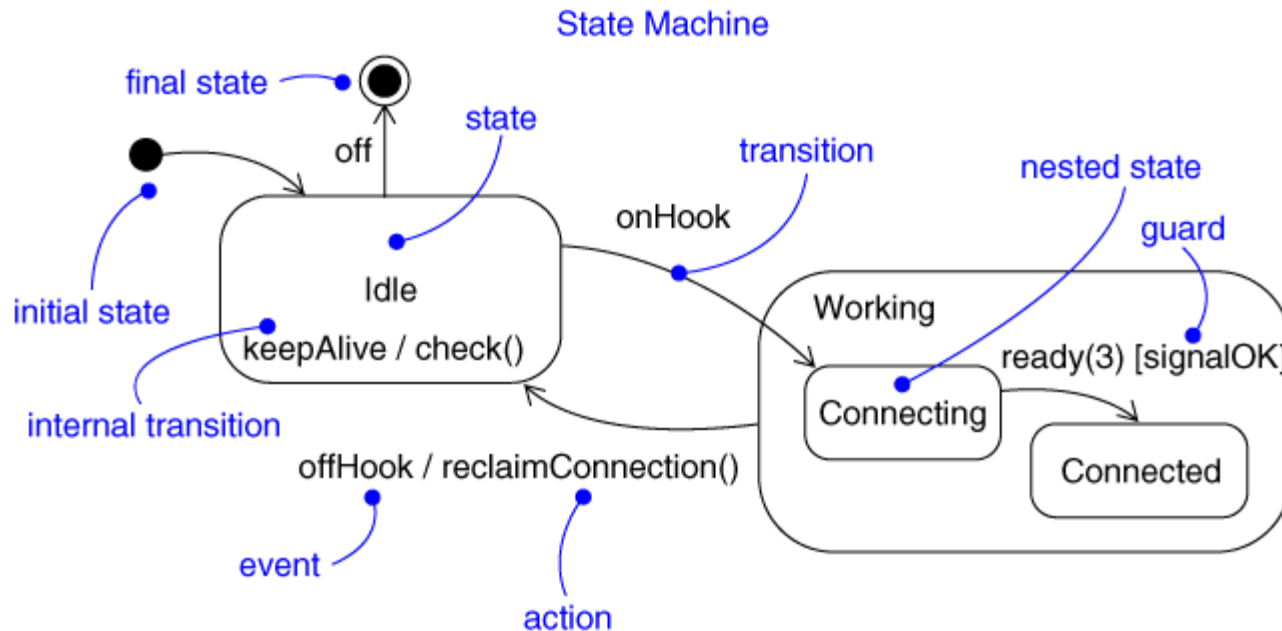 State Machine
final state
state
off
transition
nested state
onHook
guard
Idle
initial state
Working
keepAlive / check()
ready(3) [signalOK]
Connecting
internal transition
offHook / reclaimConnection()
Connected
event
action